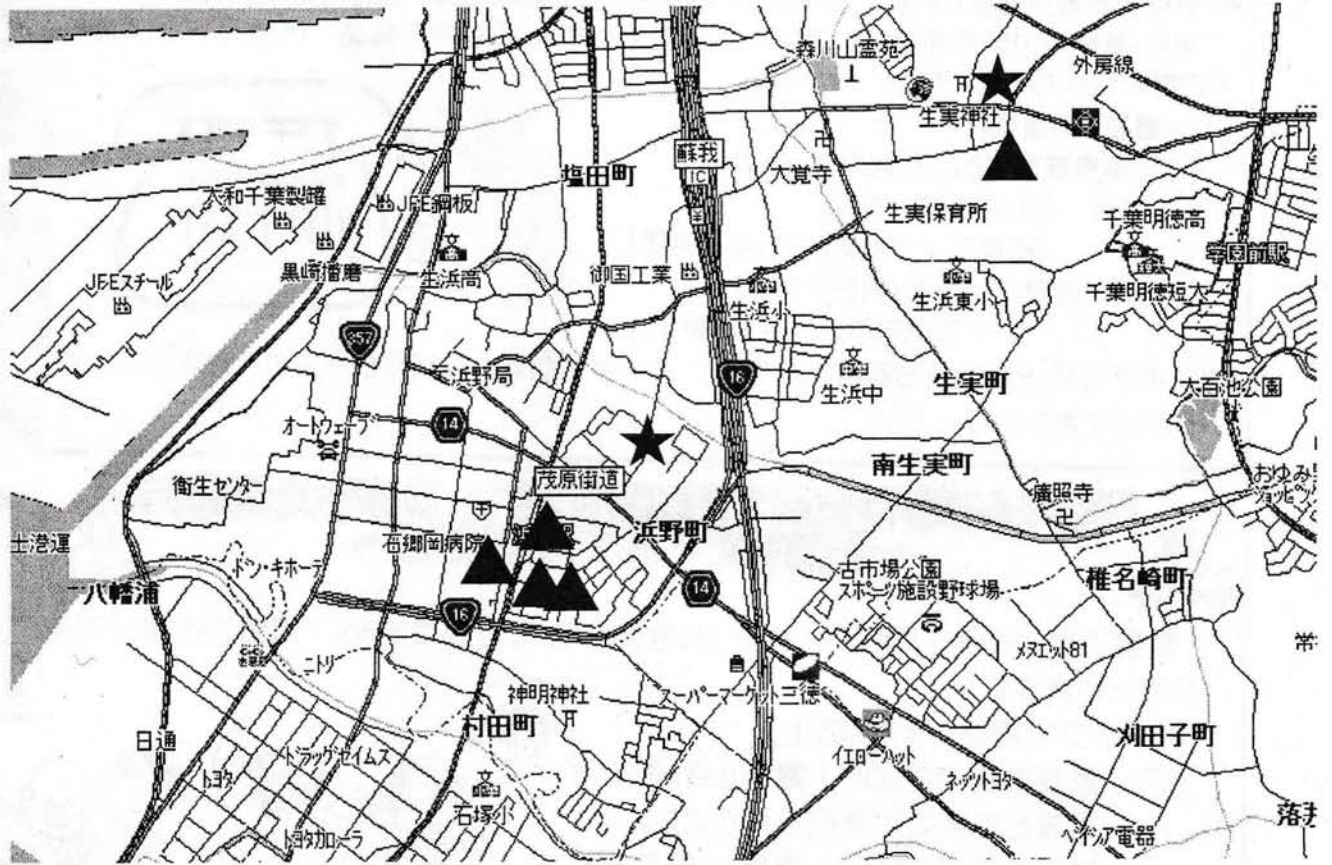 森川山霊苑
外房線
生実神社
蘇我
IC
塩田町
大覚寺
大和千葉製罐
JFE鋼板
生実保育所
千葉明徳高
学園前駅
JFEスチール
黒崎播磨
生浜高
御国工業
生浜小
生浜東小
千葉明徳短大
357
浜野局
16
生浜中
生実町
大百池公園
オートウェーブ
14
茂原街道
南生実町
衛生センター
廣照寺
おゆみ野
石郷岡病院
浜野町
士港運
ドン・キホーテ
八幡浦
古市場公園
スポーツ施設野球場
椎名崎町
16
14
メヌエット81
常
ニトリ
神明神社
スーパーマーケット三徳
村田町
刈田子町
日通
トヨタ
ドラッグセイムス
イエローハット
ネッツトヨタ
石塚小
トヨタカローラ
落井